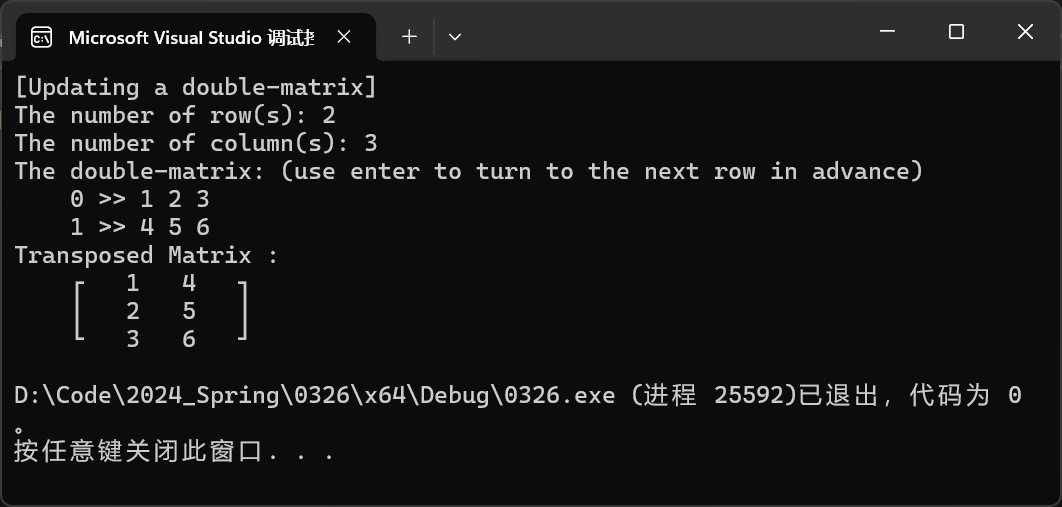 Microsoft Visual Studio 调试
[Updating a double-matrix]
The number of row(s): 2
The number of column(s): 3
The double-matrix: (use enter to turn to the next row in advance)
0 >> 1 2 3
1 >> 4 5 6
Transposed Matrix :
1 4
2 5
3 6
D:\Code\2024_Spring\0326\x64\Debug\0326.exe (进程 25592)已退出，代码为 0
。
按任意键关闭此窗口. . .